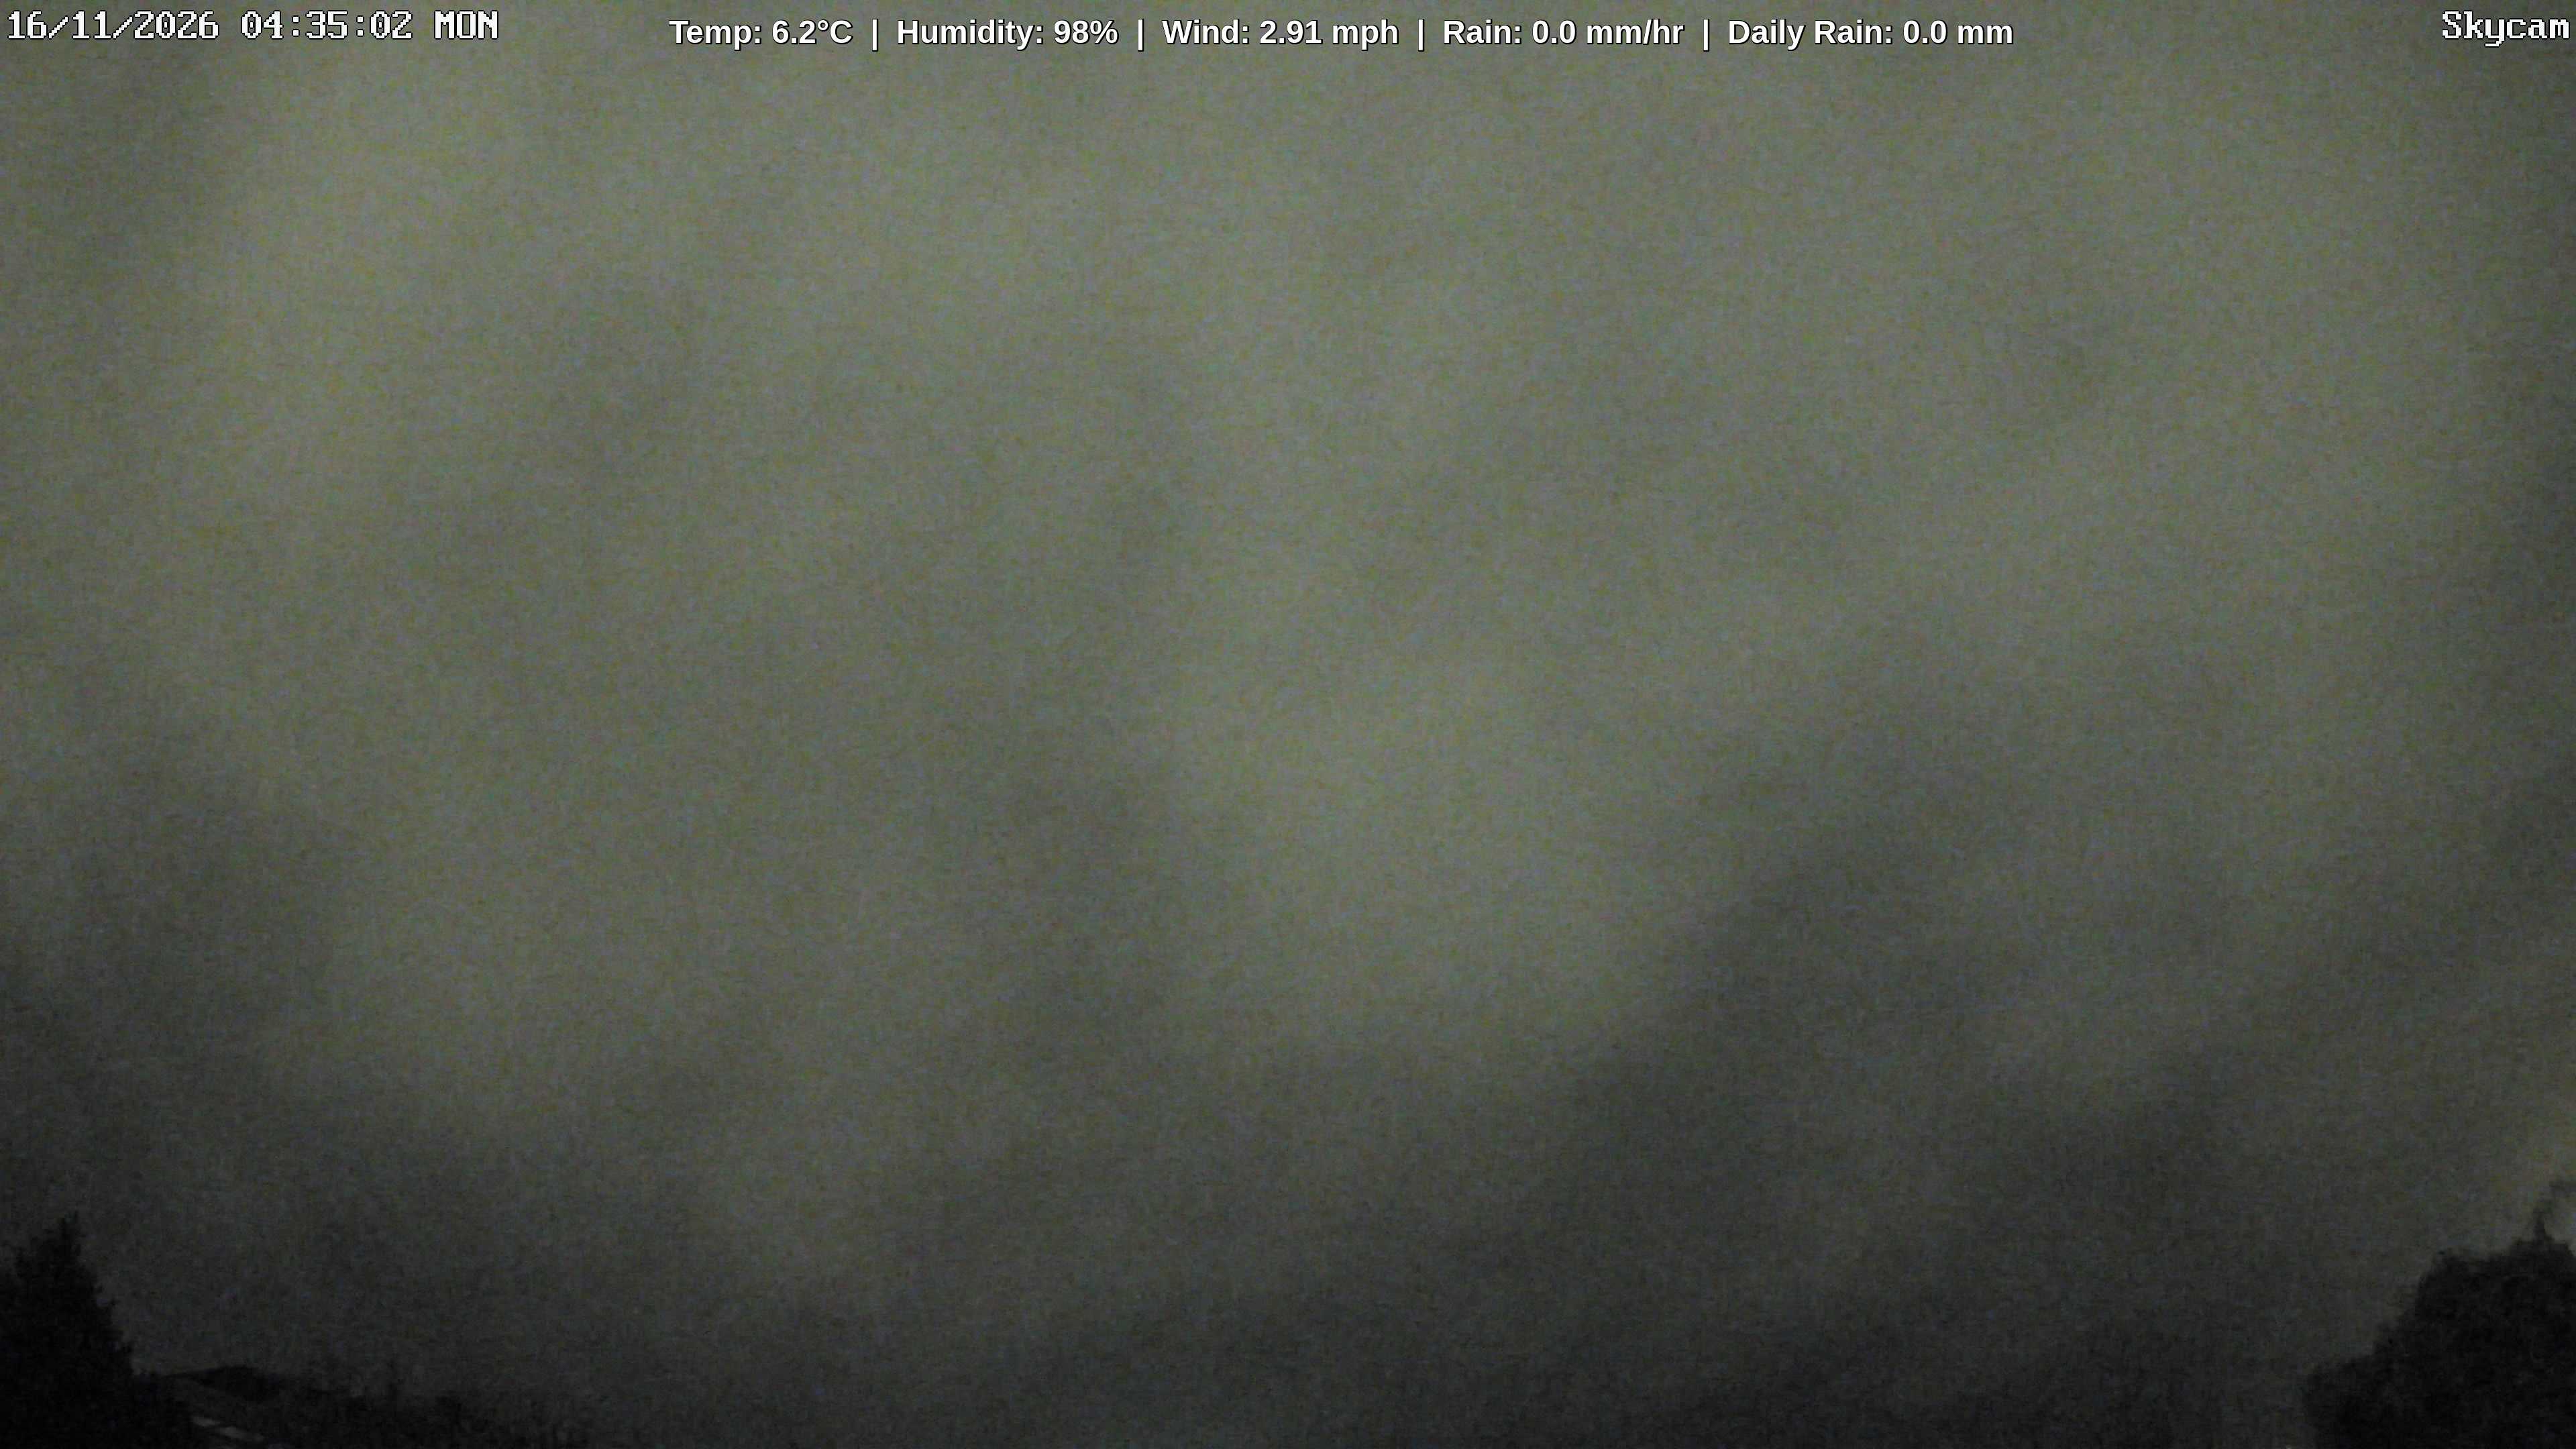 16/11/2026 04:35:02 MON
Temp: 6.2°C | Humidity: 98% | Wind: 2.91 mph | Rain: 0.0 mm/hr | Daily Rain: 0.0 mm
Skycam